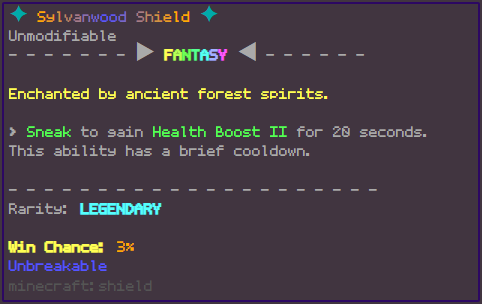 ✦ Sylvanwood Shield ✦
Unmodifiable
- - - - - - - ▶ FANTASY ◀ - - - - - -
Enchanted by ancient forest spirits.
> Sneak to gain Health Boost II for 20 seconds.
This ability has a brief cooldown.
- - - - - - - - - - - - - - - - - - - - -
Rarity: LEGENDARY
Win Chance: 3%
Unbreakable
minecraft:shield